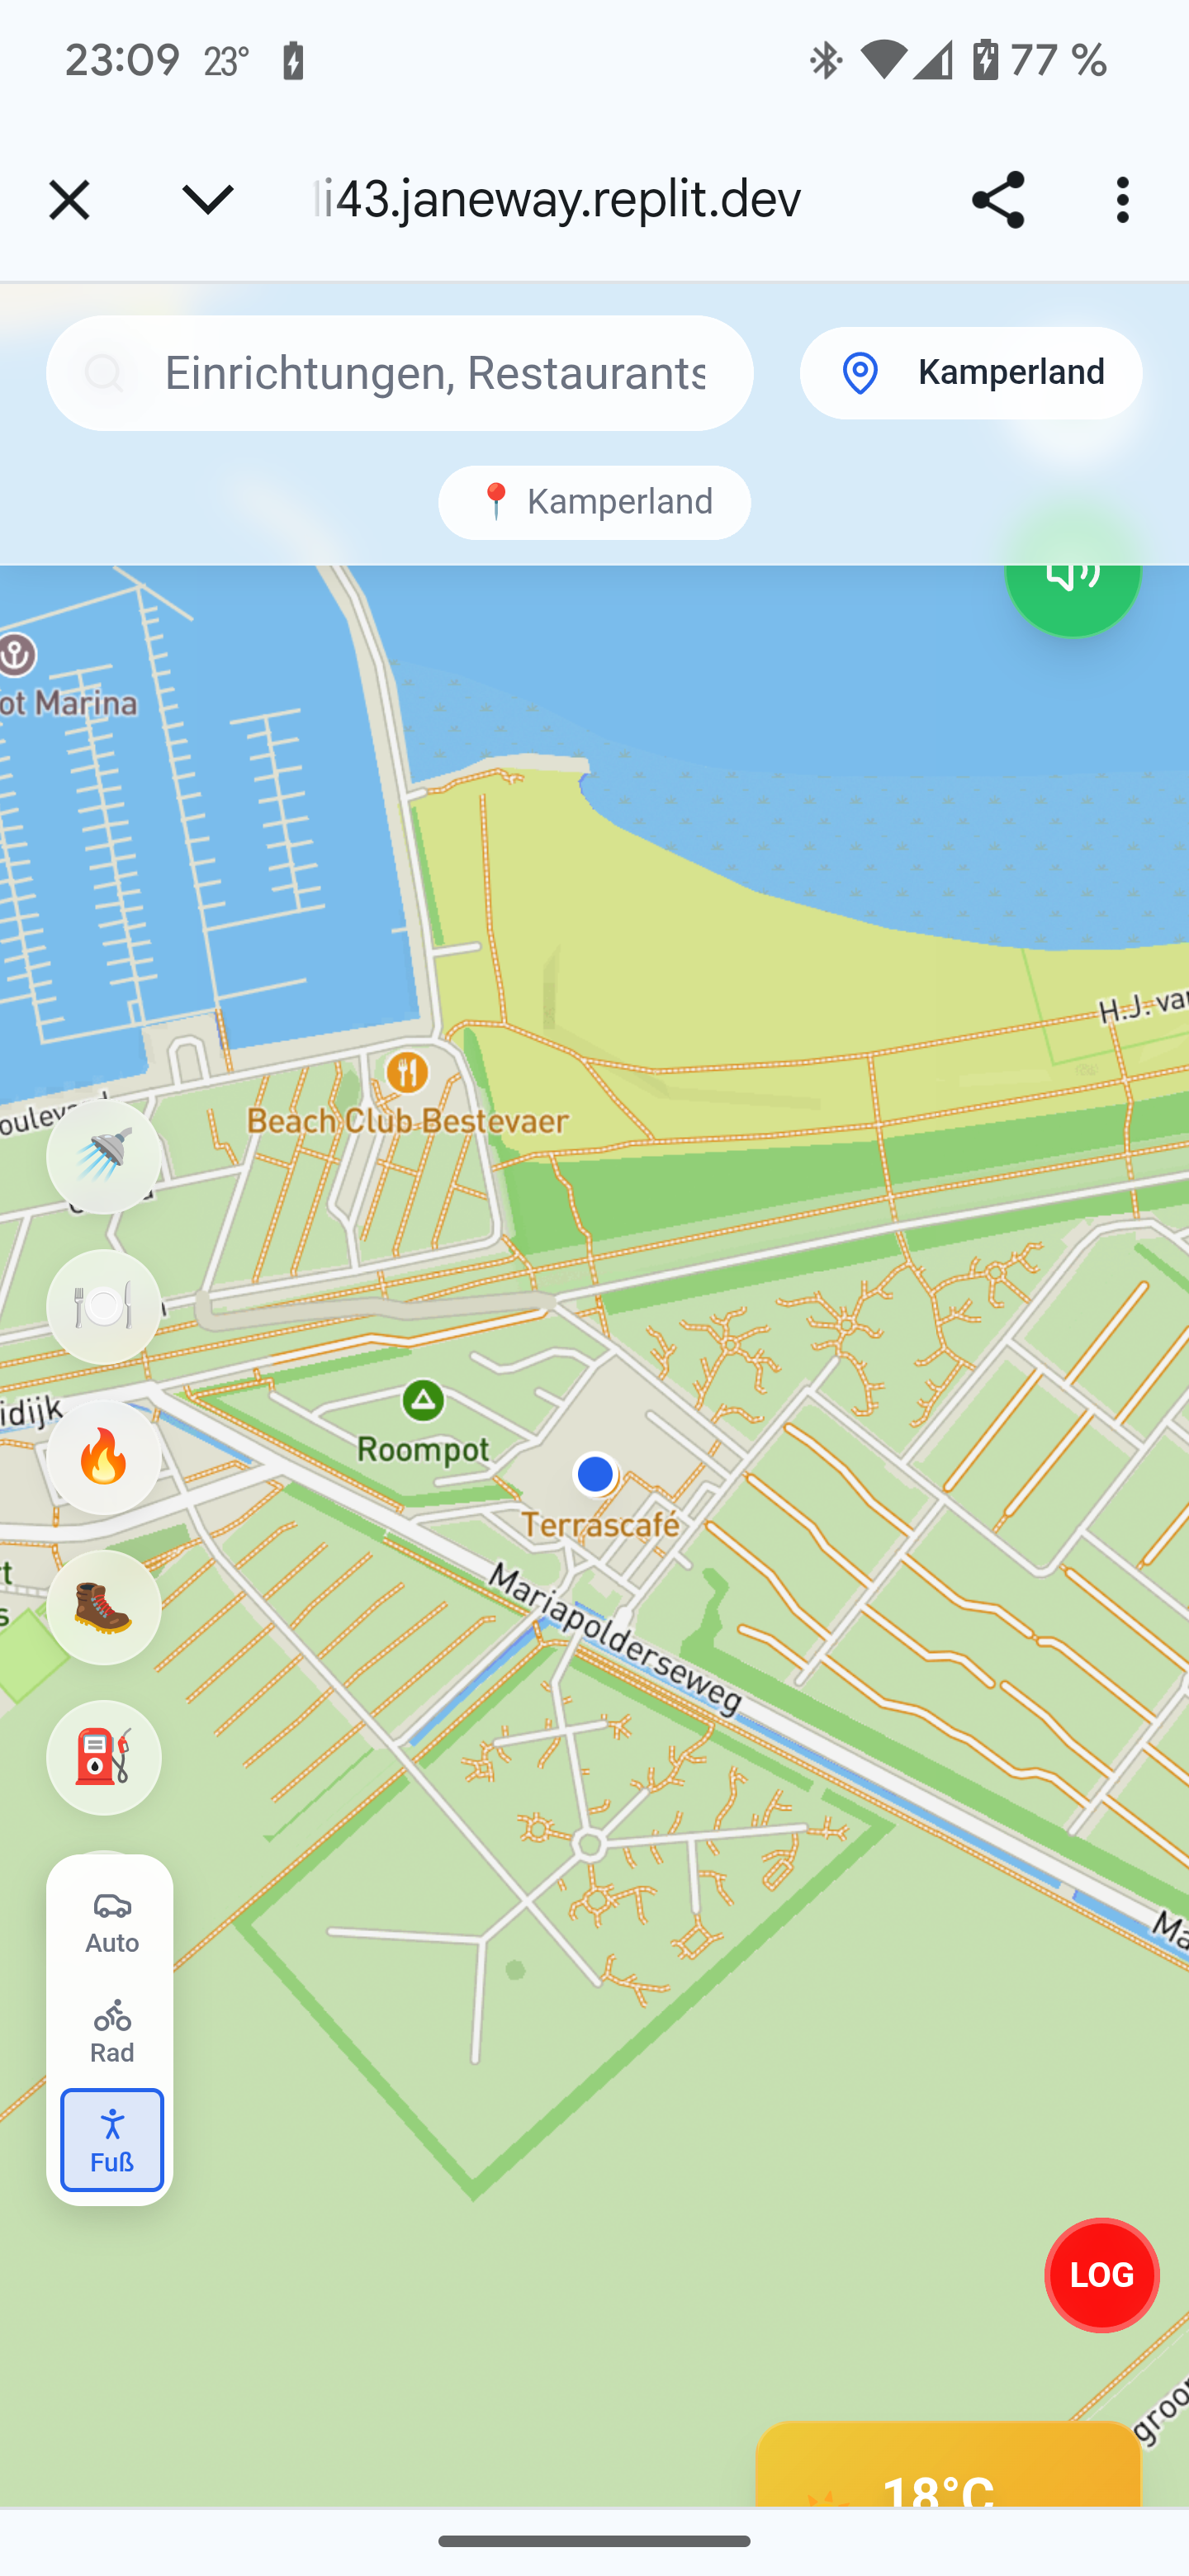 23:09 23° 77 %
li43.janeway.replit.dev
Einrichtungen, Restaurants
Kamperland
Kamperland
ot Marina
H.J. va
Beach Club Bestevaer
oulevard
idijk
Roompot
Terrascafé
t
s
Mariapolderseweg
Auto
Ma
Rad
Fuß
LOG
groo
18°C